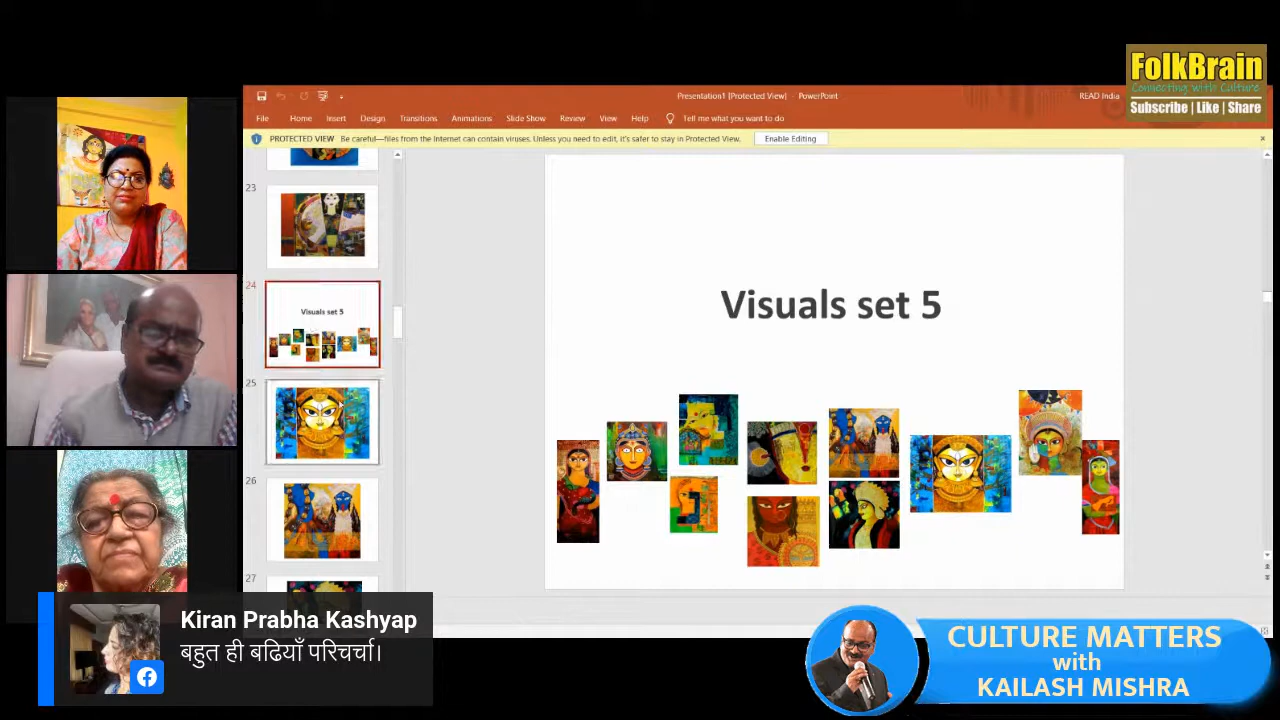 FolkBrain
Connecting with Culture
Subscribe | Like | Share
Presentation1 [Protected View] - PowerPoint
READ India
File Home Insert Design Transitions Animations Slide Show Review View Help Tell me what you want to do
PROTECTED VIEW Be careful—files from the Internet can contain viruses. Unless you need to edit, it's safer to stay in Protected View. Enable Editing
23
24
Visuals set 5
25
26
27
Visuals set 5
Kiran Prabha Kashyap
बहुत ही बढियाँ परिचर्चा।
CULTURE MATTERS
with
KAILASH MISHRA